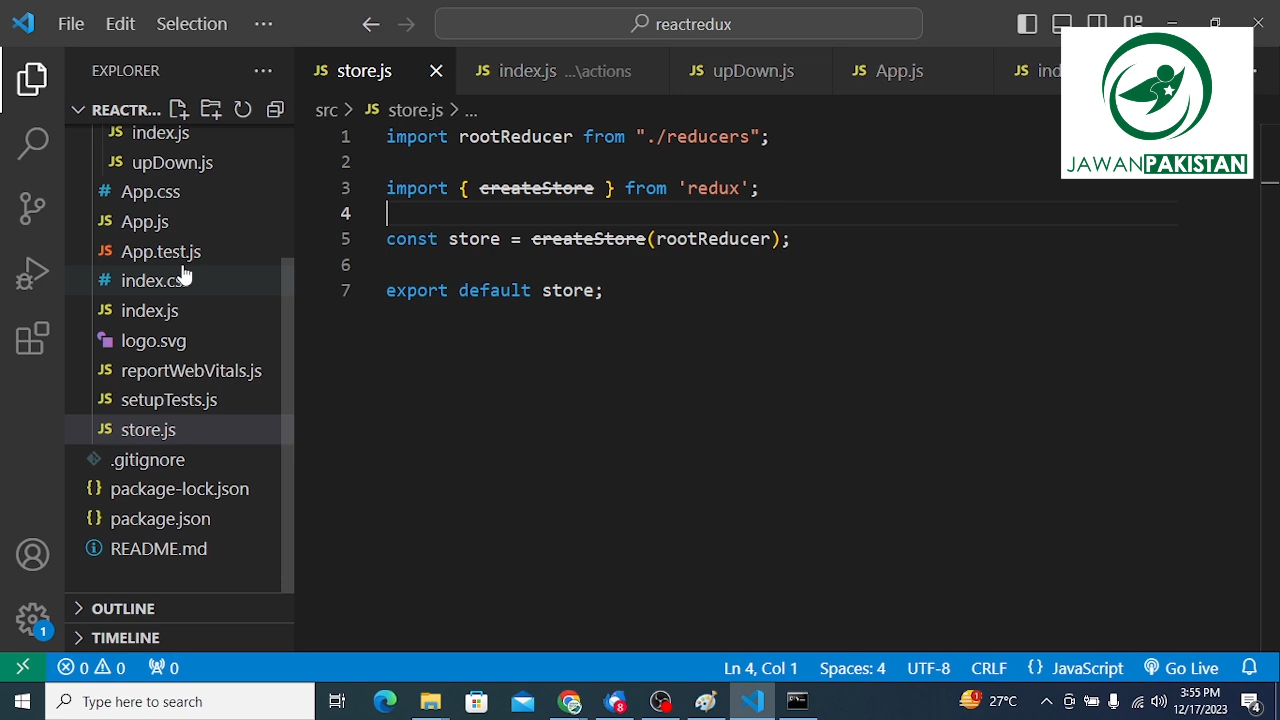 File Edit Selection ···
reactredux
EXPLORER ···
store.js
index.js ...\actions
upDown.js
App.js
ind
JAWANPAKISTAN
REACTR...
index.js
upDown.js
App.css
App.js
App.test.js
index.css
index.js
logo.svg
reportWebVitals.js
setupTests.js
store.js
.gitignore
package-lock.json
package.json
README.md
OUTLINE
TIMELINE
src > JS store.js > ...
1 import rootReducer from "./reducers";
2
3 import { createStore } from 'redux';
4
5 const store = createStore(rootReducer);
6
7 export default store;
1
0 0 0
Ln 4, Col 1 Spaces: 4 UTF-8 CRLF {} JavaScript Go Live
Type here to search
8
1 27°C
3:55 PM
12/17/2023
4